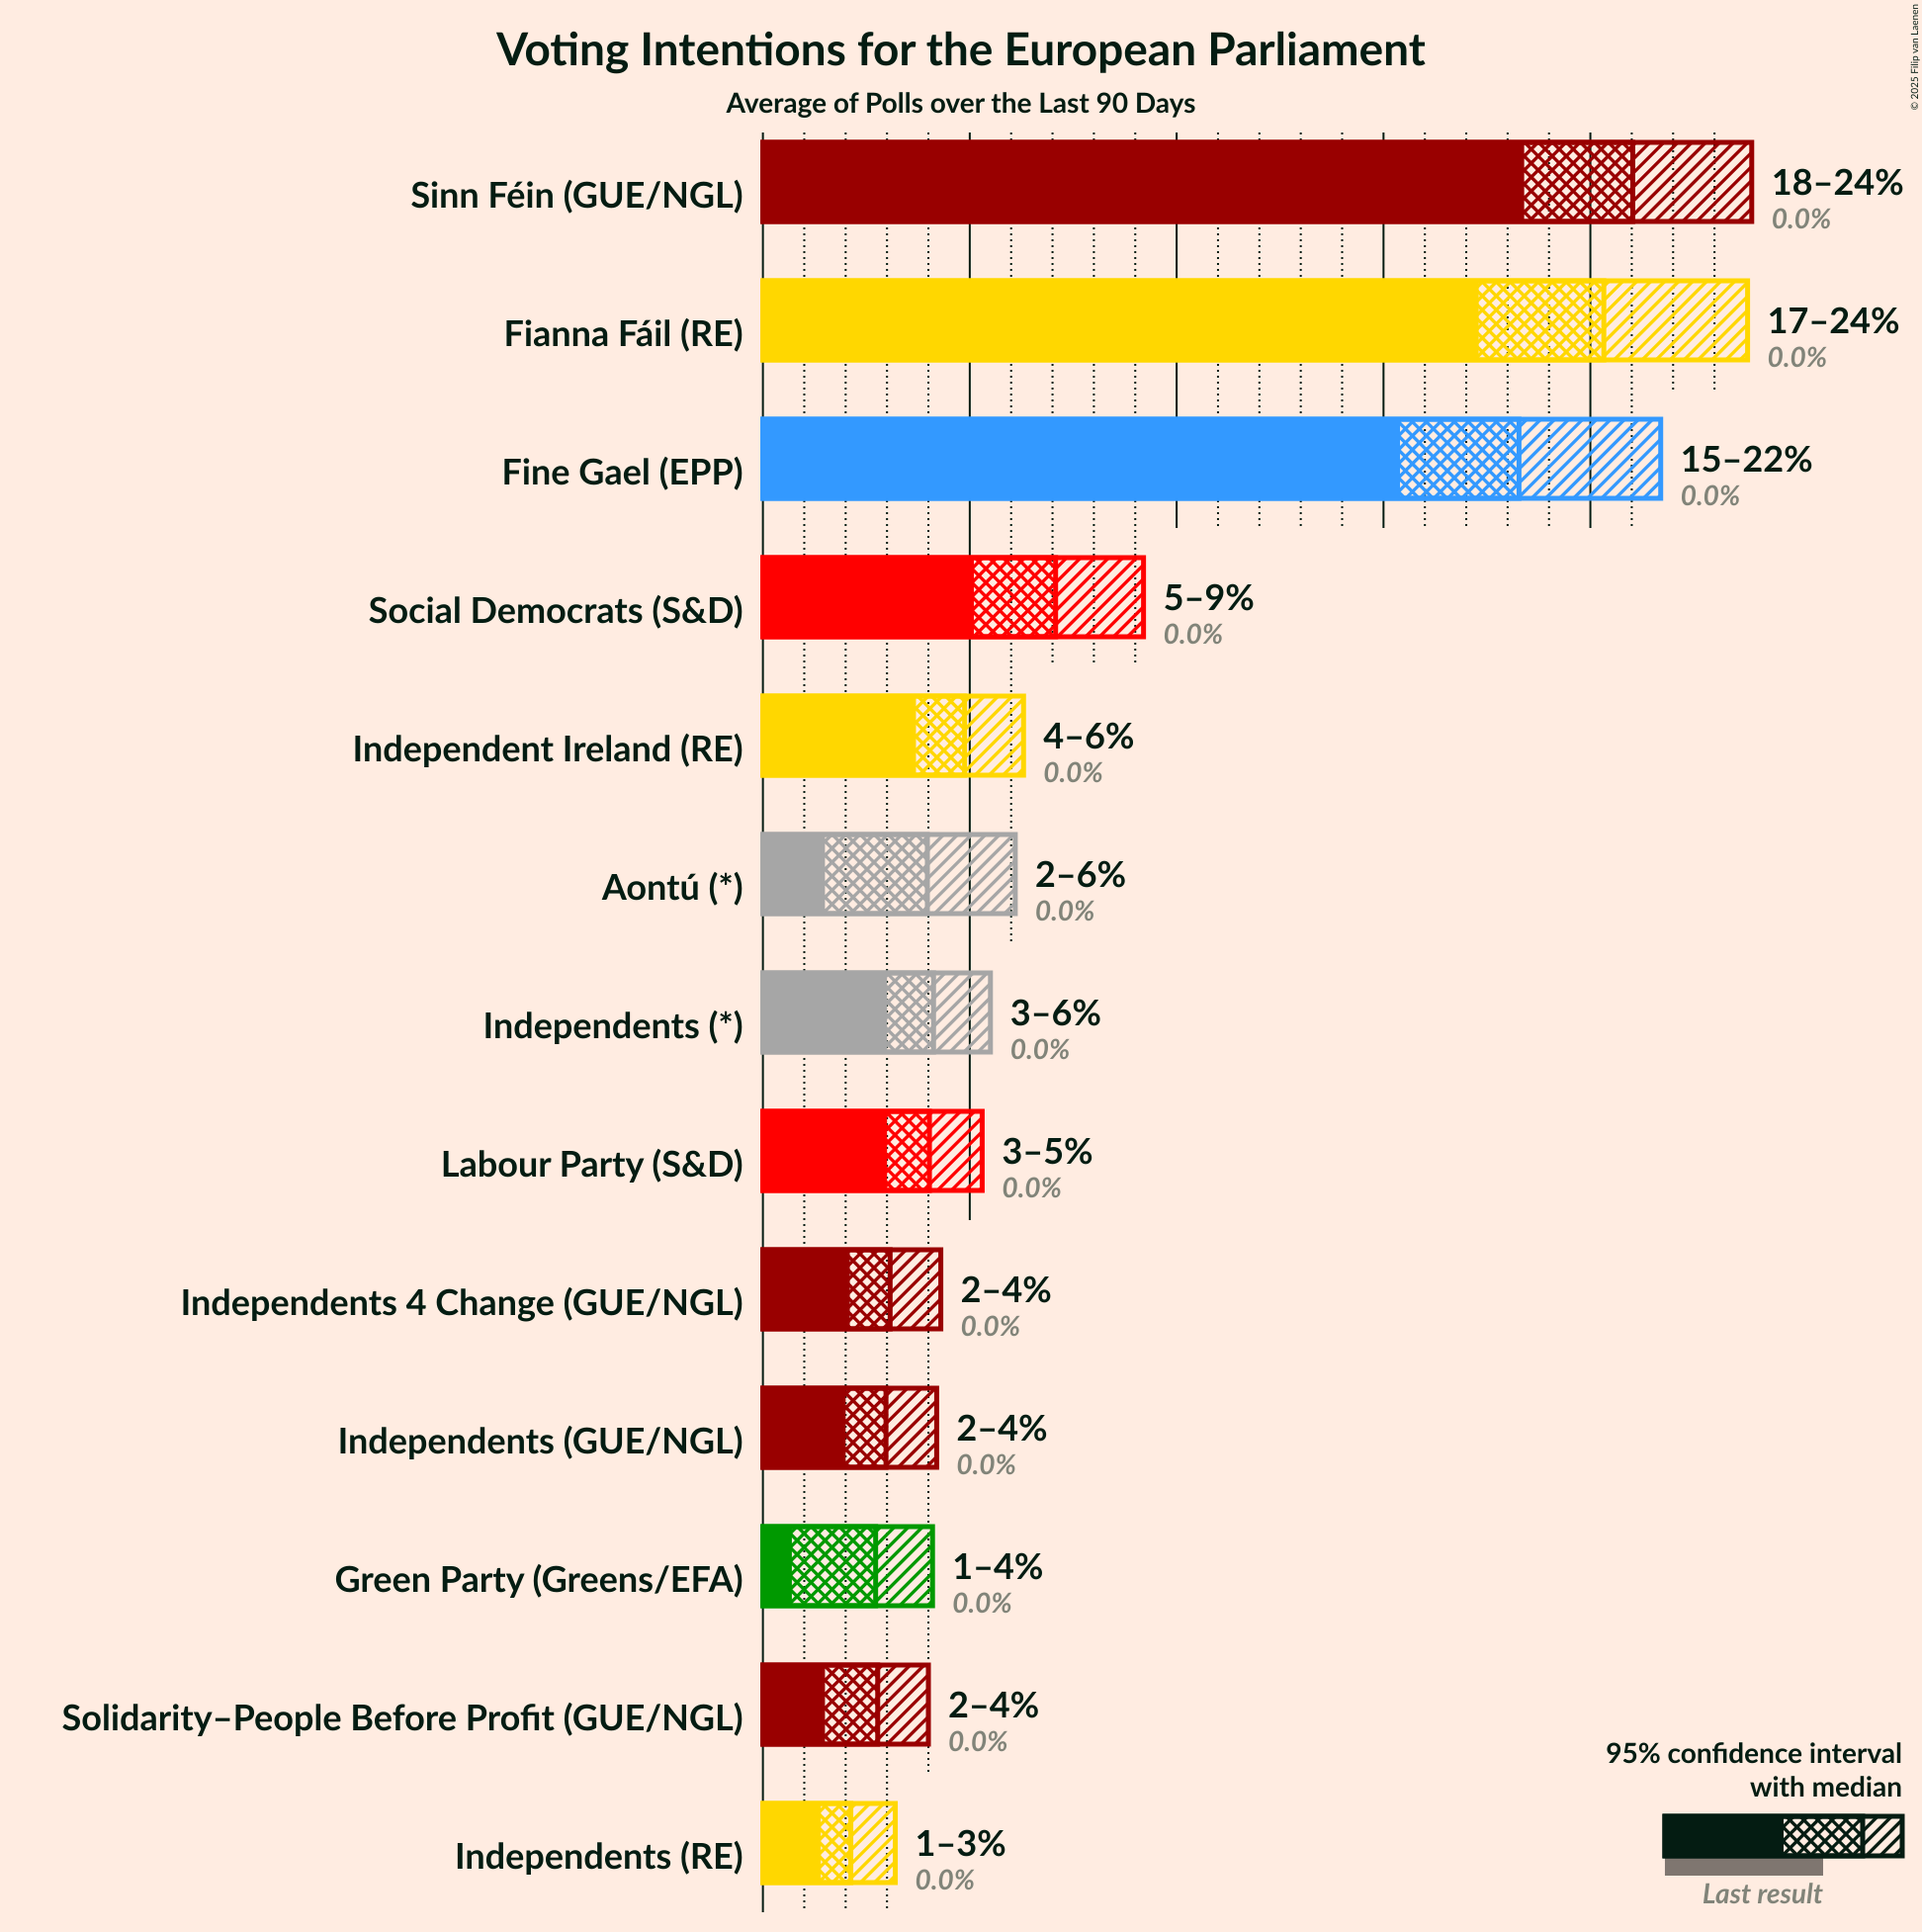 Voting Intentions for the European Parliament
Average of Polls over the Last 90 Days
© 2025 Filip van Laenen
Sinn Féin (GUE/NGL)
18–24%
0.0%
Fianna Fáil (RE)
17–24%
0.0%
Fine Gael (EPP)
15–22%
0.0%
Social Democrats (S&D)
5–9%
0.0%
Independent Ireland (RE)
4–6%
0.0%
Aontú (*)
2–6%
0.0%
Independents (*)
3–6%
0.0%
Labour Party (S&D)
3–5%
0.0%
Independents 4 Change (GUE/NGL)
2–4%
0.0%
Independents (GUE/NGL)
2–4%
0.0%
Green Party (Greens/EFA)
1–4%
0.0%
Solidarity–People Before Profit (GUE/NGL)
2–4%
0.0%
Independents (RE)
1–3%
0.0%
95% confidence interval
with median
Last result